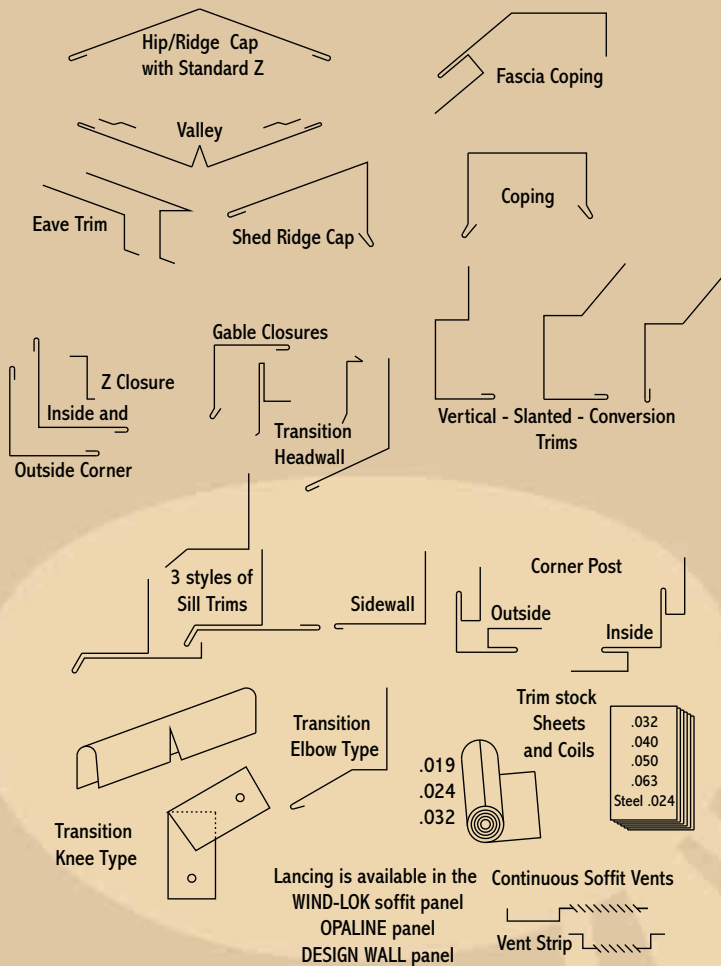 Hip/Ridge Cap
with Standard Z
Fascia Coping
Valley
Eave Trim
Shed Ridge Cap
Coping
Gable Closures
Z Closure
Inside and
Outside Corner
Transition
Headwall
Vertical - Slanted - Conversion
Trims
3 styles of
Sill Trims
Sidewall
Corner Post
Outside
Inside
Transition
Elbow Type
Trim stock
Sheets
and Coils
.019
.024
.032
.032
.040
.050
.063
Steel .024
Transition
Knee Type
Lancing is available in the
WIND-LOK soffit panel
OPALINE panel
DESIGN WALL panel
Continuous Soffit Vents
Vent Strip